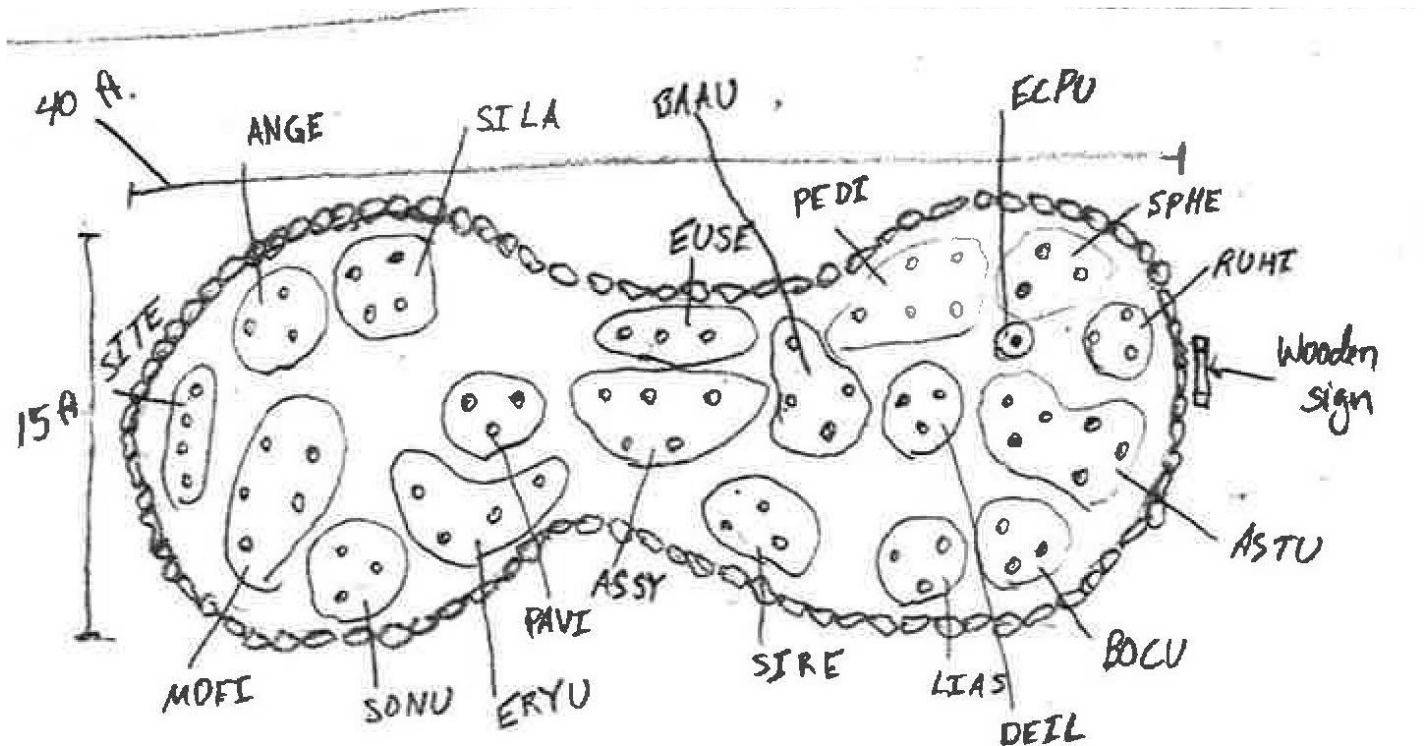 40 ft.
ANGE
SILA
BAAU
ECPU
PEDI
SPHE
EUSE
RUHI
SITE
Wooden
sign
15 ft
ASTU
ASSY
PAVI
BOCU
SIRE
LIAS
MOFI
SONU
ERYU
DEIL